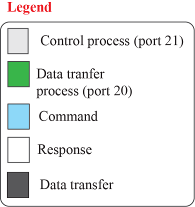 Legend
Control process (port 21)
Data tranfer
process (port 20)
Command
Response
Data transfer